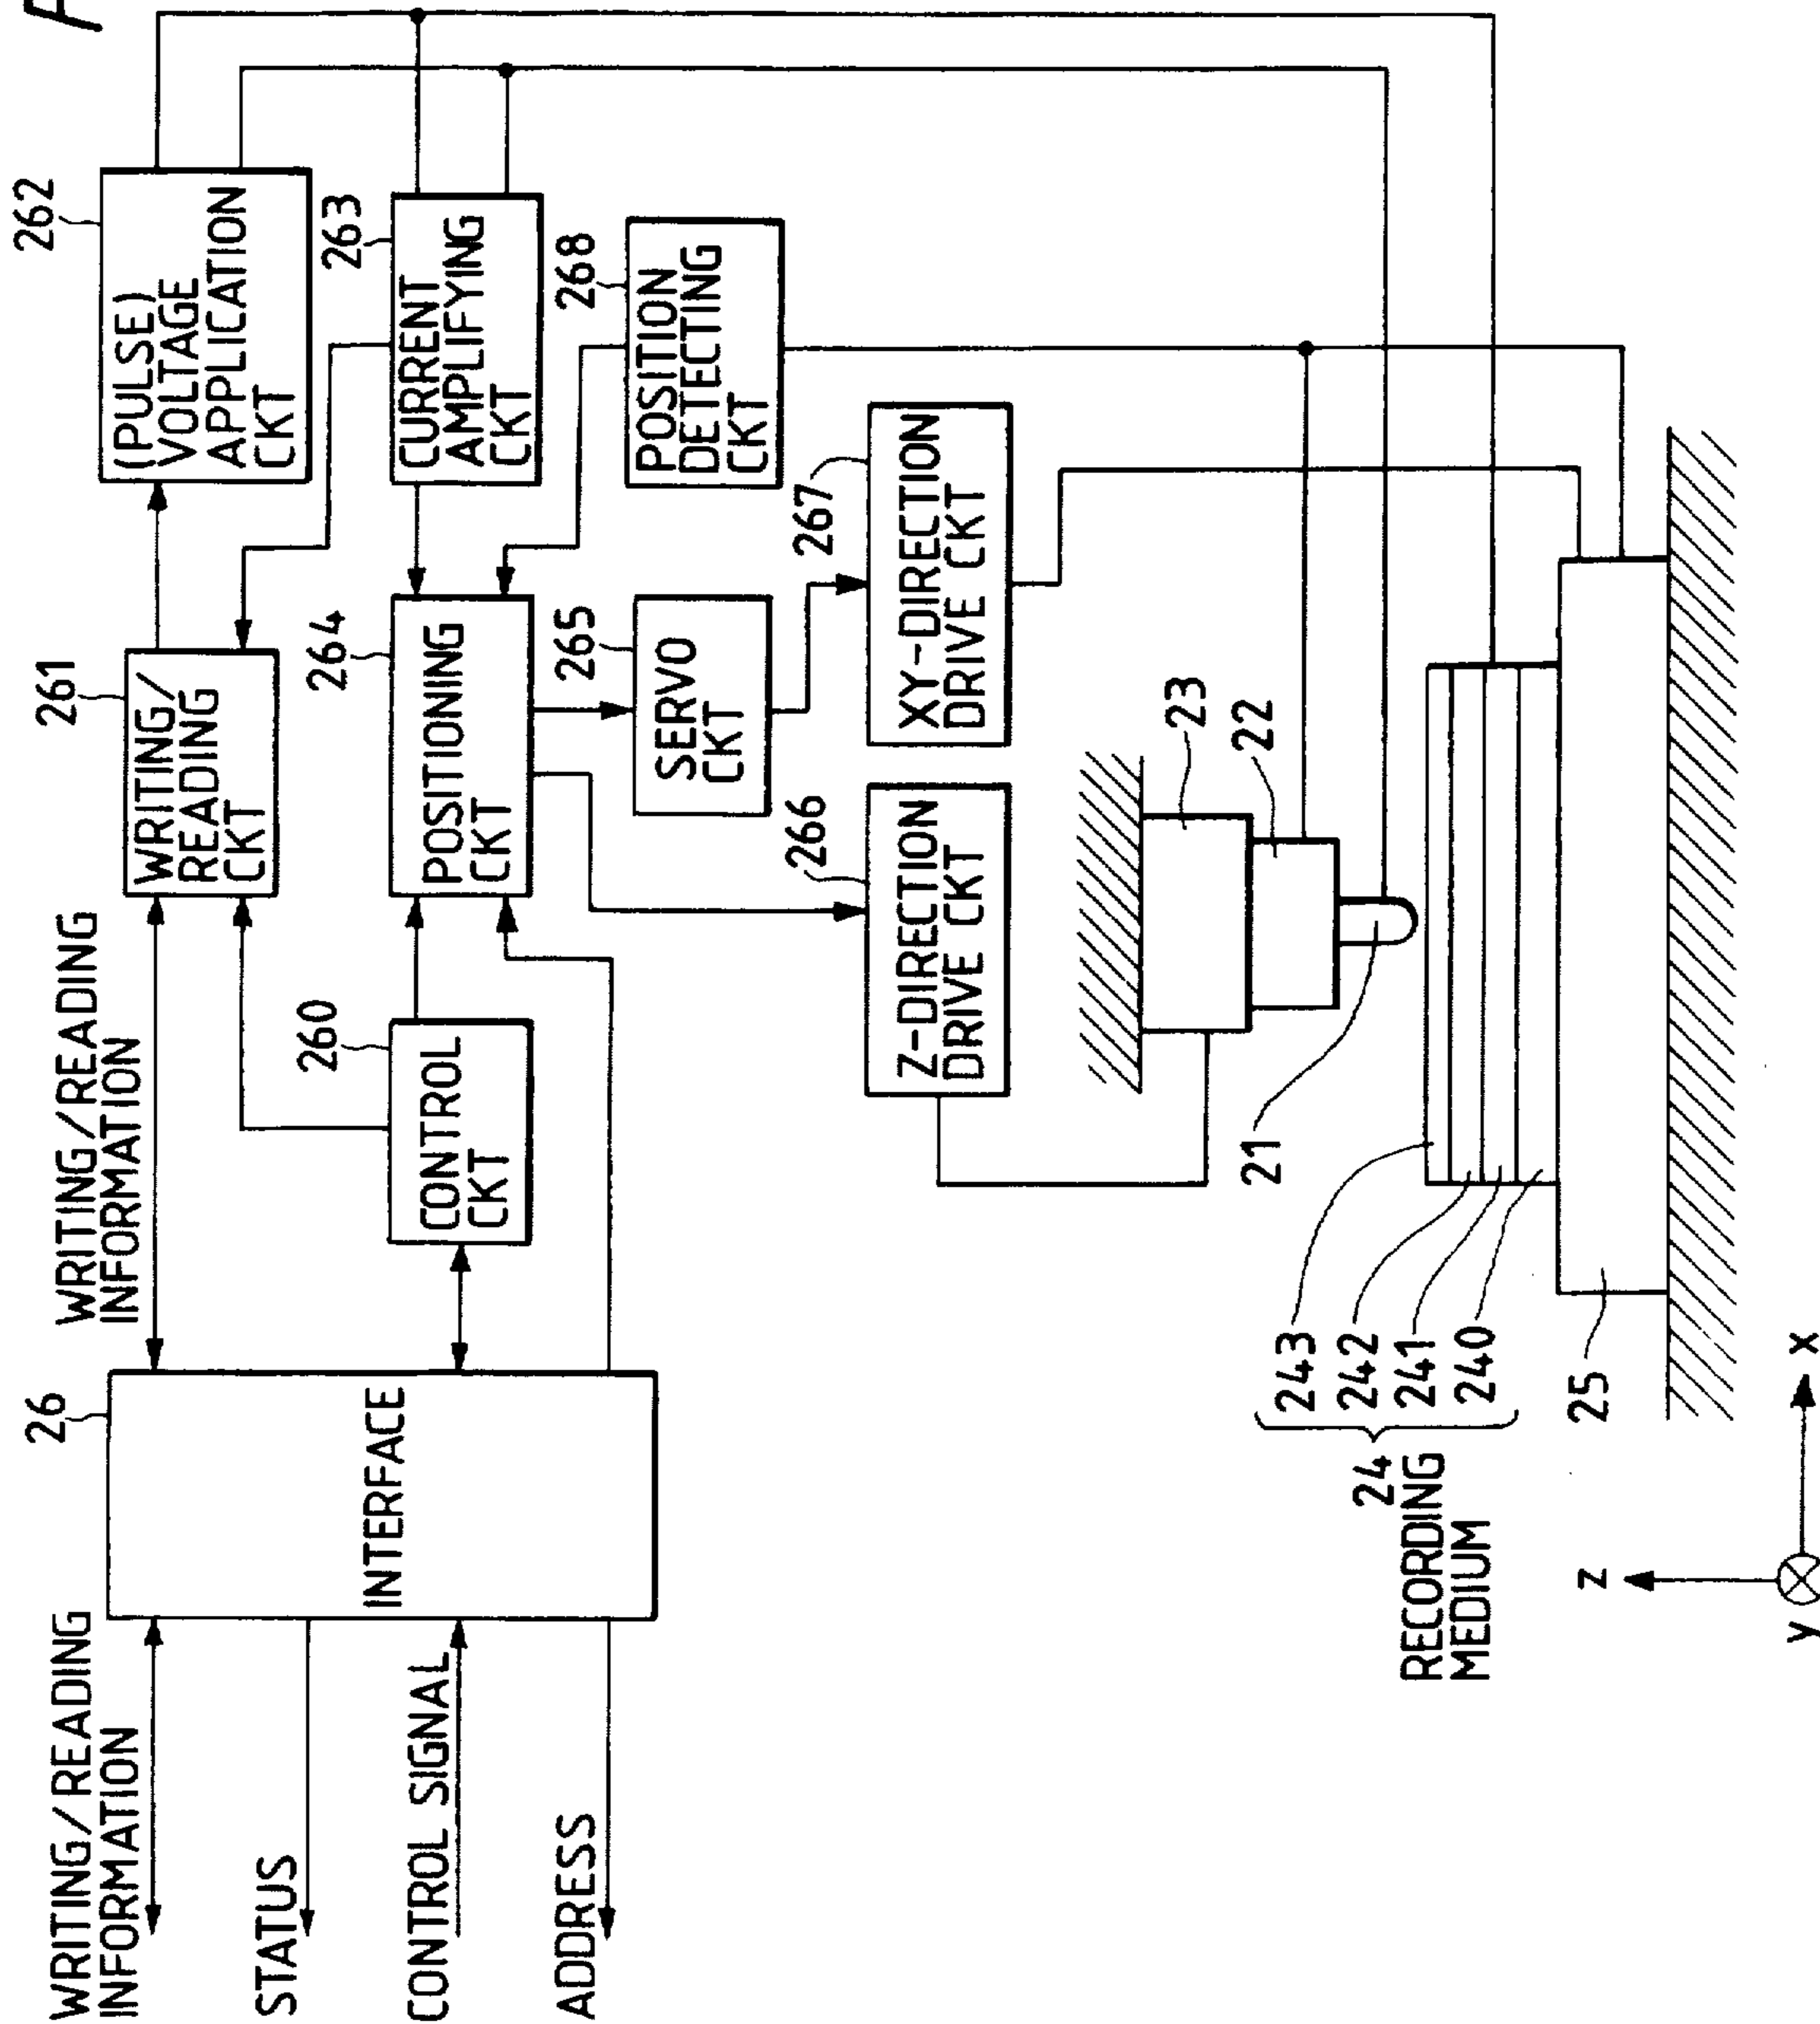 F
WRITING/READING
INFORMATION
STATUS
CONTROL SIGNAL
ADDRESS
26
INTERFACE
WRITING/READING
INFORMATION
260
CONTROL
CKT
261
WRITING/
READING
CKT
262
(PULSE)
VOLTAGE
APPLICATION
CKT
263
CURRENT
AMPLIFYING
CKT
264
POSITIONING
CKT
268
POSITION
DETECTING
CKT
265
SERVO
CKT
266
Z-DIRECTION
DRIVE CKT
267
XY-DIRECTION
DRIVE CKT
23
22
21
243
242
241
240
24
RECORDING
MEDIUM
25
z
y
x